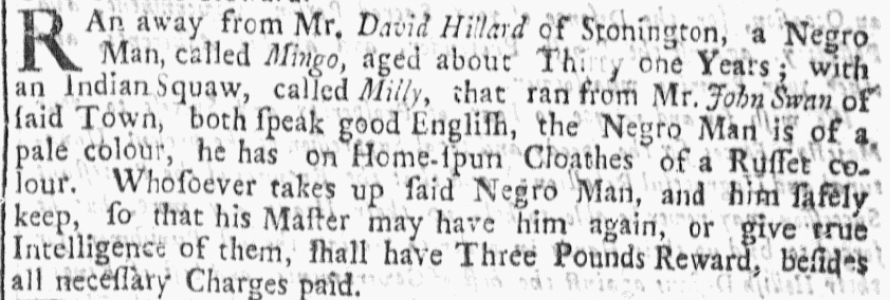 RAn away from Mr. David Hillard of Stonington, a Negro
Man, called Mingo, aged about Thirty one Years; with
an Indian Squaw, called Milly, that ran from Mr. John Swan of
ſaid Town, both ſpeak good Engliſh, the Negro Man is of a
pale colour, he has on Home-ſpun Cloathes of a Ruſſet co-
lour. Whoſoever takes up ſaid Negro Man, and him ſafely
keep, ſo that his Maſter may have him again, or give true
Intelligence of them, ſhall have Three Pounds Reward, beſides
all neceſſary Charges paid.